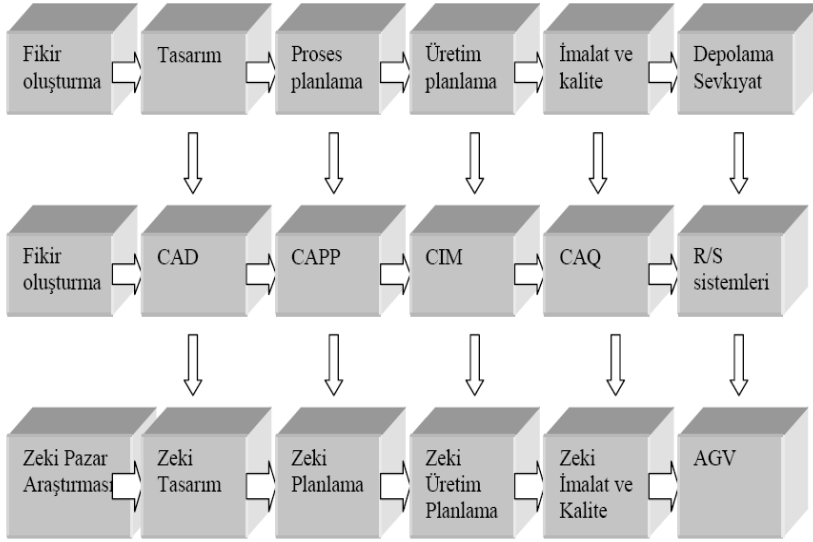 Fikir
oluşturma
Tasarım
Proses
planlama
Üretim
planlama
İmalat ve
kalite
Depolama
Sevkıyat
Fikir
oluşturma
CAD
CAPP
CIM
CAQ
R/S
sistemleri
Zeki Pazar
Araştırması
Zeki
Tasarım
Zeki
Planlama
Zeki
Üretim
Planlama
Zeki
İmalat ve
Kalite
AGV